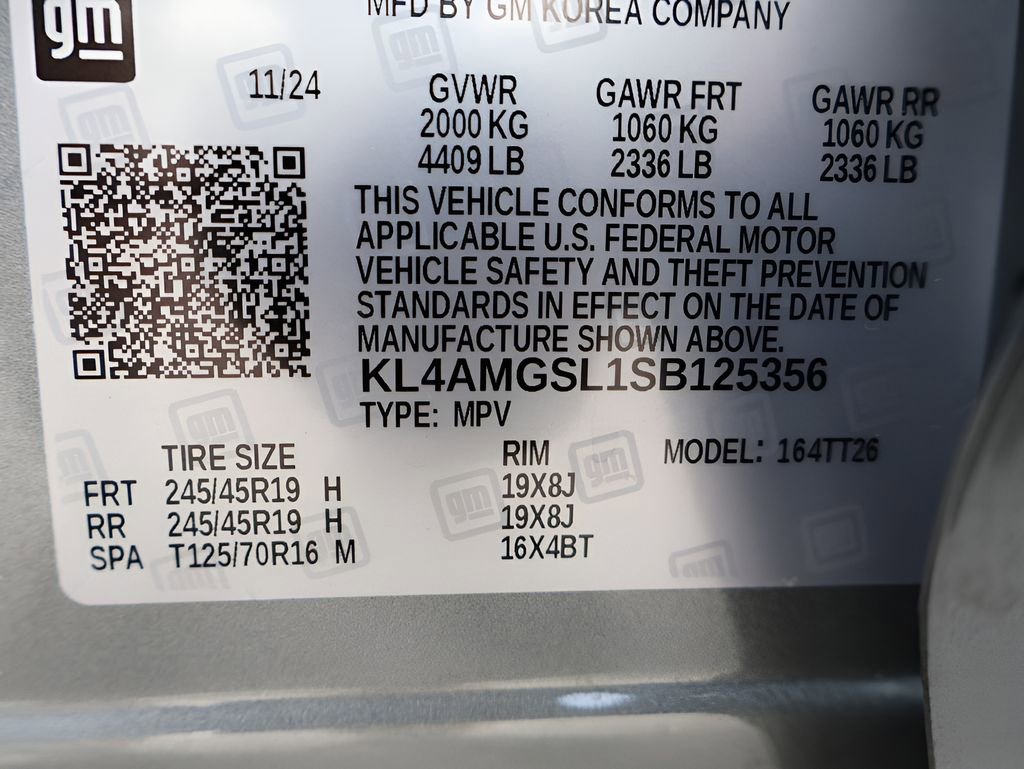 gm
MFD BY GM KOREA COMPANY
11/24 GVWR GAWR FRT GAWR RR
2000 KG 1060 KG 1060 KG
4409 LB 2336 LB 2336 LB
THIS VEHICLE CONFORMS TO ALL
APPLICABLE U.S. FEDERAL MOTOR
VEHICLE SAFETY AND THEFT PREVENTION
STANDARDS IN EFFECT ON THE DATE OF
MANUFACTURE SHOWN ABOVE.
KL4AMGSL1SB125356
TYPE: MPV
TIRE SIZE RIM MODEL: 164TT26
FRT 245/45R19 H 19X8J
RR 245/45R19 H 19X8J
SPA T125/70R16 M 16X4BT